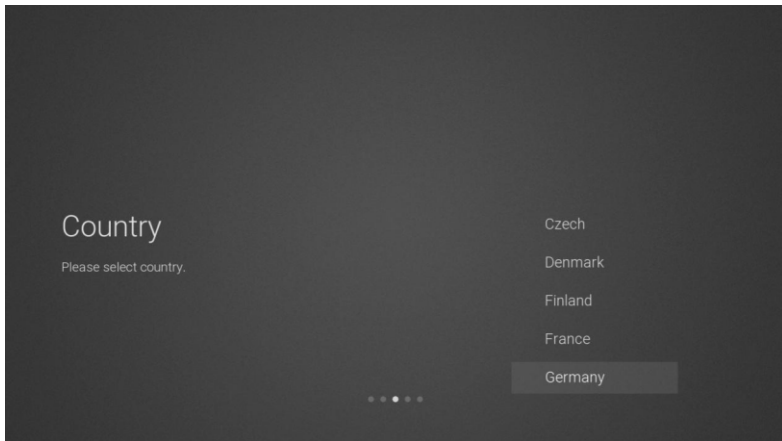 Country
Please select country.
Czech
Denmark
Finland
France
Germany